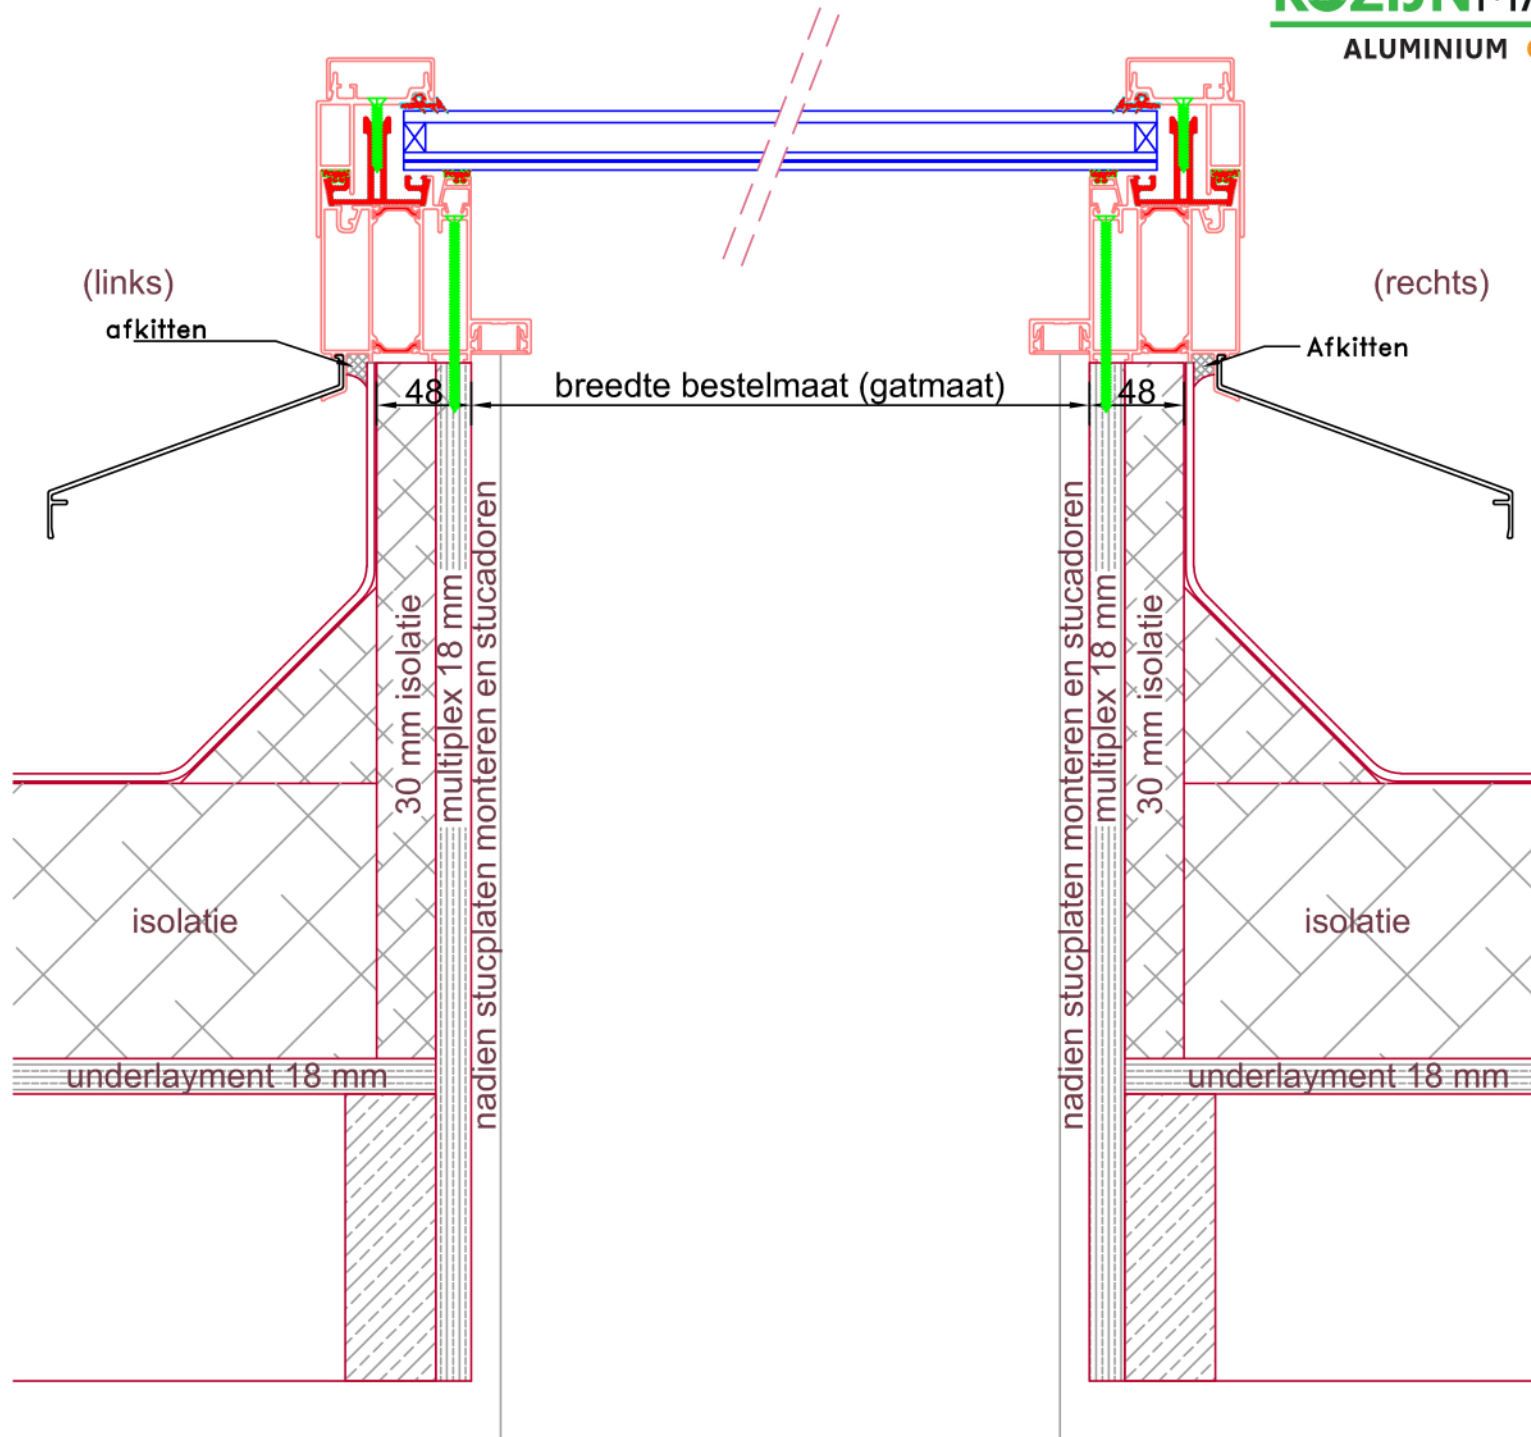 ALUMINIUM
(links)
(rechts)
afkitten
Afkitten
48
breedte bestelmaat (gatmaat)
48
30 mm isolatie
multiplex 18 mm
nadien stucplaten monteren en stucadoren
nadien stucplaten monteren en stucadoren
multiplex 18 mm
30 mm isolatie
isolatie
isolatie
underlayment 18 mm
underlayment 18 mm